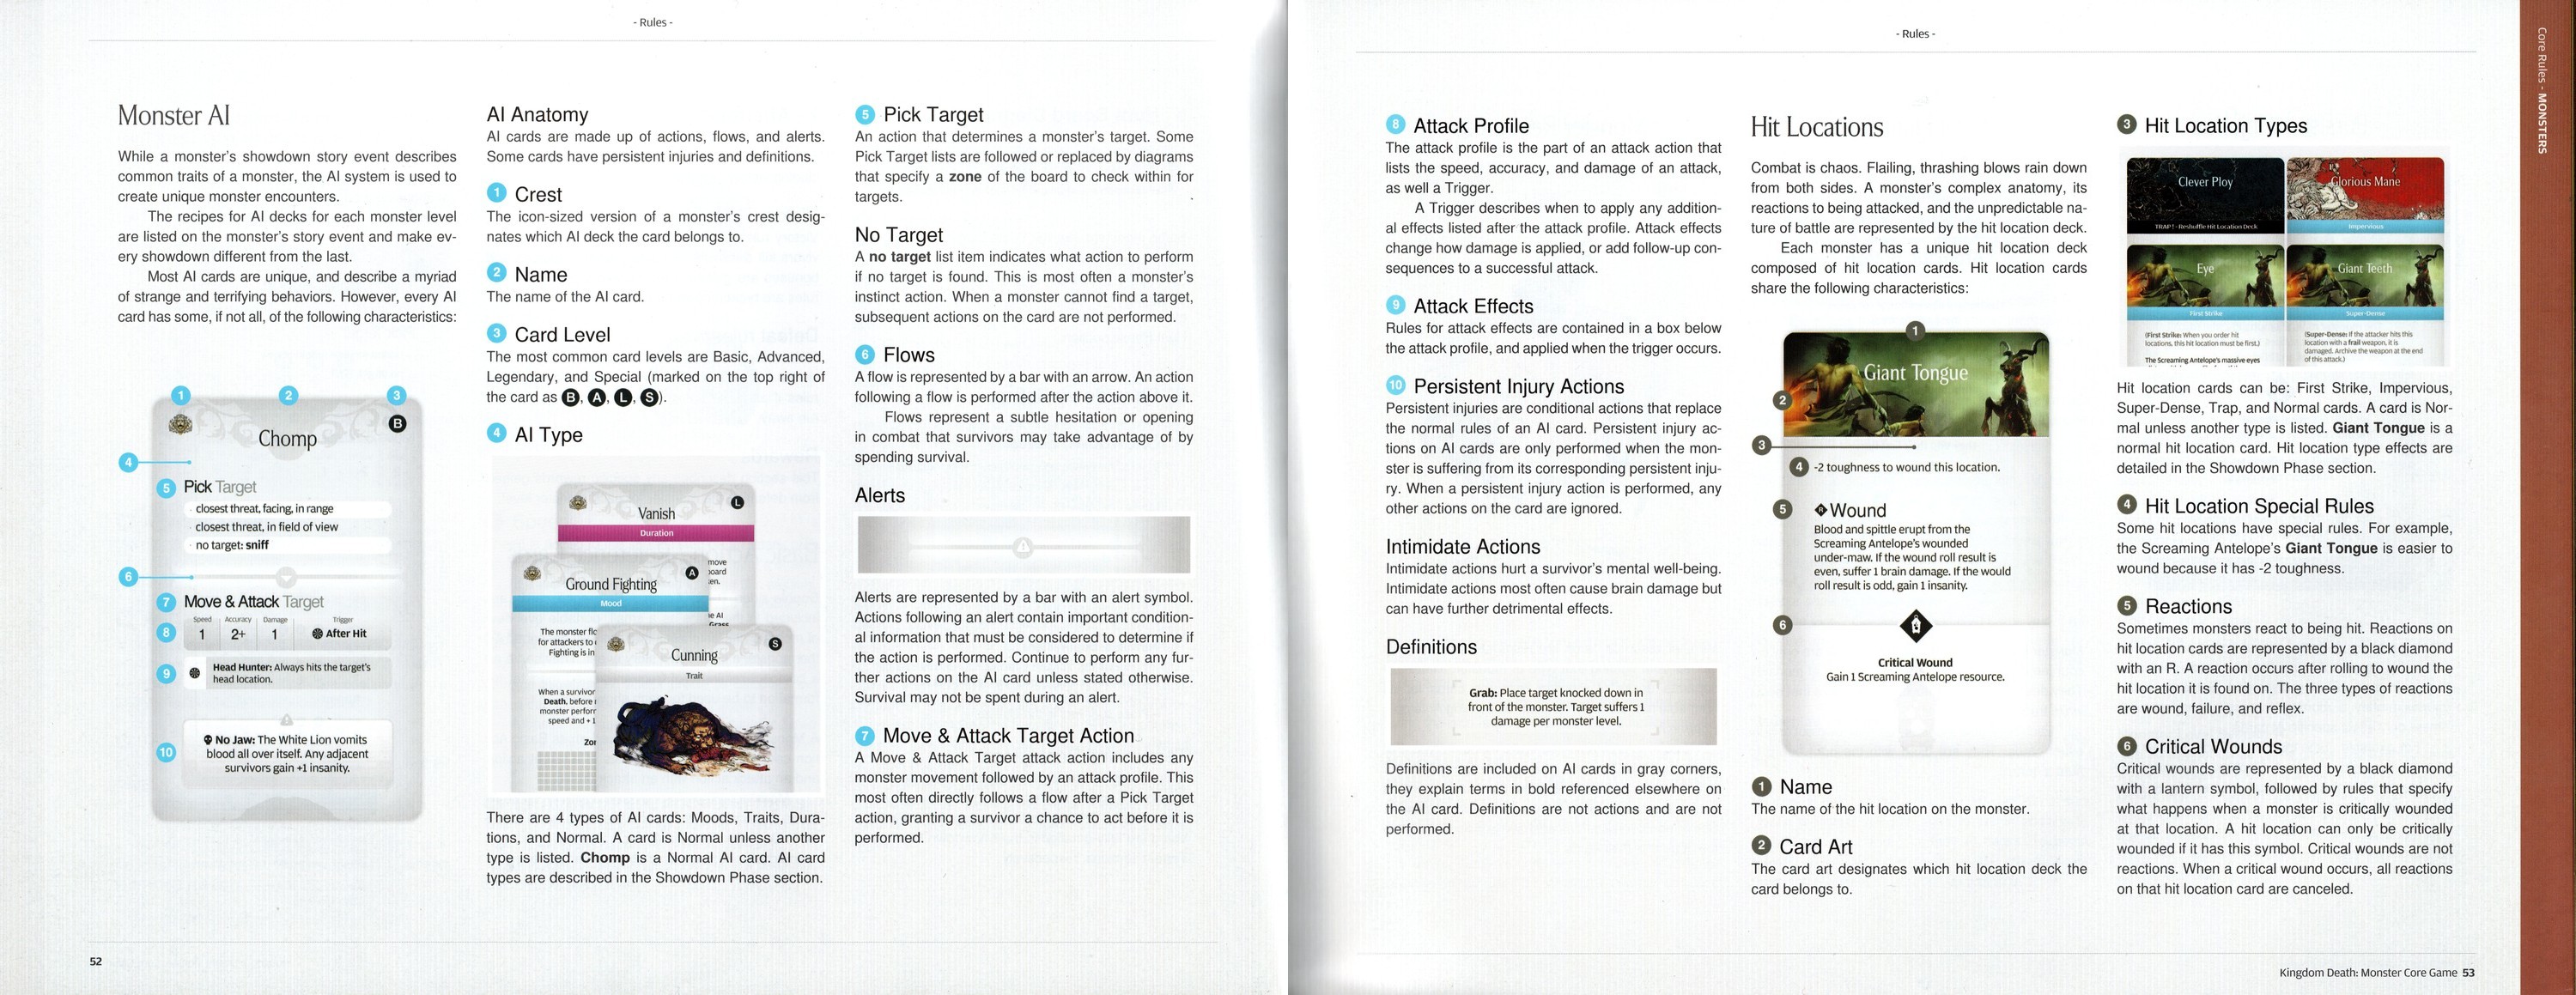 - Rules -
Monster AI
While a monster's showdown story event describes
common traits of a monster, the AI system is used to
create unique monster encounters.
The recipes for AI decks for each monster level
are listed on the monster's story event and make ev-
ery showdown different from the last.
Most AI cards are unique, and describe a myriad
of strange and terrifying behaviors. However, every AI
card has some, if not all, of the following characteristics:
1
2
3
B
Chomp
4
5 Pick Target
closest threat, facing, in range
closest threat, in field of view
no target: sniff
6
7 Move & Attack Target
Speed Accuracy Damage Trigger
8 1 2+ 1 After Hit
9 Head Hunter: Always hits the target's
head location.
10 No Jaw: The White Lion vomits
blood all over itself. Any adjacent
survivors gain +1 insanity.
52
AI Anatomy
AI cards are made up of actions, flows, and alerts.
Some cards have persistent injuries and definitions.
1 Crest
The icon-sized version of a monster's crest desig-
nates which AI deck the card belongs to.
2 Name
The name of the AI card.
3 Card Level
The most common card levels are Basic, Advanced,
Legendary, and Special (marked on the top right of
the card as B, A, L, S).
4 AI Type
L
Vanish
Duration
move
oard
en.
A
Ground Fighting
Mood
The monster flo
for attackers to
Fighting is in
e AI
Grass
S
Cunning
Trait
When a survivor
Death, before
monster perfor
speed and +1
Zor
There are 4 types of AI cards: Moods, Traits, Dura-
tions, and Normal. A card is Normal unless another
type is listed. Chomp is a Normal AI card. AI card
types are described in the Showdown Phase section.
5 Pick Target
An action that determines a monster's target. Some
Pick Target lists are followed or replaced by diagrams
that specify a zone of the board to check within for
targets.
No Target
A no target list item indicates what action to perform
if no target is found. This is most often a monster's
instinct action. When a monster cannot find a target,
subsequent actions on the card are not performed.
6 Flows
A flow is represented by a bar with an arrow. An action
following a flow is performed after the action above it.
Flows represent a subtle hesitation or opening
in combat that survivors may take advantage of by
spending survival.
Alerts
Alerts are represented by a bar with an alert symbol.
Actions following an alert contain important condition-
al information that must be considered to determine if
the action is performed. Continue to perform any fur-
ther actions on the AI card unless stated otherwise.
Survival may not be spent during an alert.
7 Move & Attack Target Action
A Move & Attack Target attack action includes any
monster movement followed by an attack profile. This
most often directly follows a flow after a Pick Target
action, granting a survivor a chance to act before it is
performed.
- Rules -
8 Attack Profile
The attack profile is the part of an attack action that
lists the speed, accuracy, and damage of an attack,
as well a Trigger.
A Trigger describes when to apply any addition-
al effects listed after the attack profile. Attack effects
change how damage is applied, or add follow-up con-
sequences to a successful attack.
9 Attack Effects
Rules for attack effects are contained in a box below
the attack profile, and applied when the trigger occurs.
10 Persistent Injury Actions
Persistent injuries are conditional actions that replace
the normal rules of an AI card. Persistent injury ac-
tions on AI cards are only performed when the mon-
ster is suffering from its corresponding persistent inju-
ry. When a persistent injury action is performed, any
other actions on the card are ignored.
Intimidate Actions
Intimidate actions hurt a survivor's mental well-being.
Intimidate actions most often cause brain damage but
can have further detrimental effects.
Definitions
Grab: Place target knocked down in
front of the monster. Target suffers 1
damage per monster level.
Definitions are included on AI cards in gray corners,
they explain terms in bold referenced elsewhere on
the AI card. Definitions are not actions and are not
performed.
Hit Locations
Combat is chaos. Flailing, thrashing blows rain down
from both sides. A monster's complex anatomy, its
reactions to being attacked, and the unpredictable na-
ture of battle are represented by the hit location deck.
Each monster has a unique hit location deck
composed of hit location cards. Hit location cards
share the following characteristics:
1
Giant Tongue
2
3
4 -2 toughness to wound this location.
5 R Wound
Blood and spittle erupt from the
Screaming Antelope's wounded
under-maw. If the wound roll result is
even, suffer 1 brain damage. If the would
roll result is odd, gain 1 insanity.
6
Critical Wound
Gain 1 Screaming Antelope resource.
1 Name
The name of the hit location on the monster.
2 Card Art
The card art designates which hit location deck the
card belongs to.
3 Hit Location Types
Clever Ploy
TRAP! - Reshuffle Hit Location Deck
Glorious Mane
Impervious
Eye
First Strike
(First Strike: When you order hit
locations, this hit location must be first.)
The Screaming Antelope's massive eyes
Giant Teeth
Super-Dense
(Super-Dense: If the attacker hits this
location with a frail weapon, it is
damaged. Archive the weapon at the end
of this attack.)
Hit location cards can be: First Strike, Impervious,
Super-Dense, Trap, and Normal cards. A card is Nor-
mal unless another type is listed. Giant Tongue is a
normal hit location card. Hit location type effects are
detailed in the Showdown Phase section.
4 Hit Location Special Rules
Some hit locations have special rules. For example,
the Screaming Antelope's Giant Tongue is easier to
wound because it has -2 toughness.
5 Reactions
Sometimes monsters react to being hit. Reactions on
hit location cards are represented by a black diamond
with an R. A reaction occurs after rolling to wound the
hit location it is found on. The three types of reactions
are wound, failure, and reflex.
6 Critical Wounds
Critical wounds are represented by a black diamond
with a lantern symbol, followed by rules that specify
what happens when a monster is critically wounded
at that location. A hit location can only be critically
wounded if it has this symbol. Critical wounds are not
reactions. When a critical wound occurs, all reactions
on that hit location card are canceled.
Core Rules - MONSTERS
Kingdom Death: Monster Core Game 53